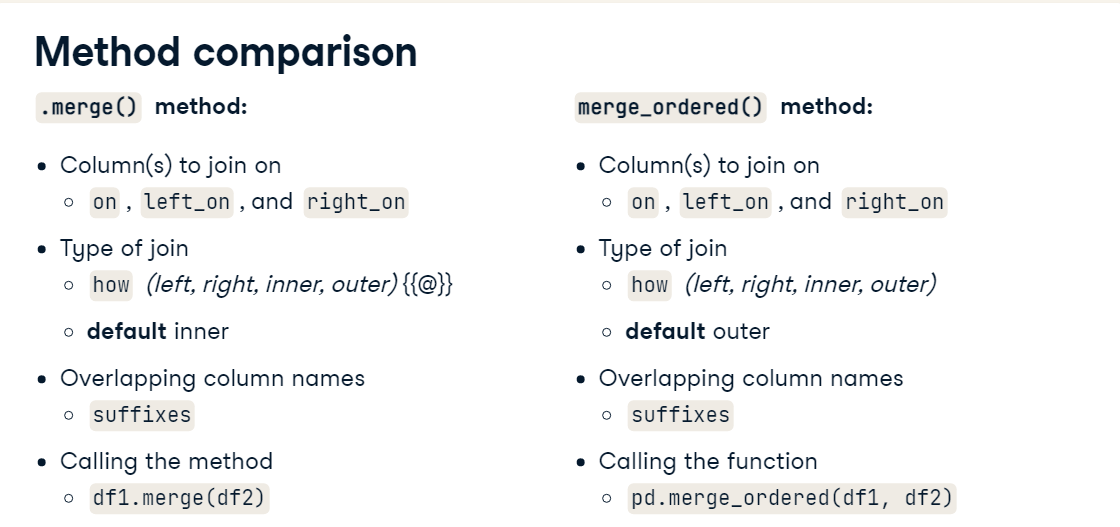 Method comparison
.merge() method:
• Column(s) to join on
○ on , left_on , and right_on
• Type of join
○ how (left, right, inner, outer) {{@}}
○ default inner
• Overlapping column names
○ suffixes
• Calling the method
○ df1.merge(df2)
merge_ordered() method:
• Column(s) to join on
○ on , left_on , and right_on
• Type of join
○ how (left, right, inner, outer)
○ default outer
• Overlapping column names
○ suffixes
• Calling the function
○ pd.merge_ordered(df1, df2)